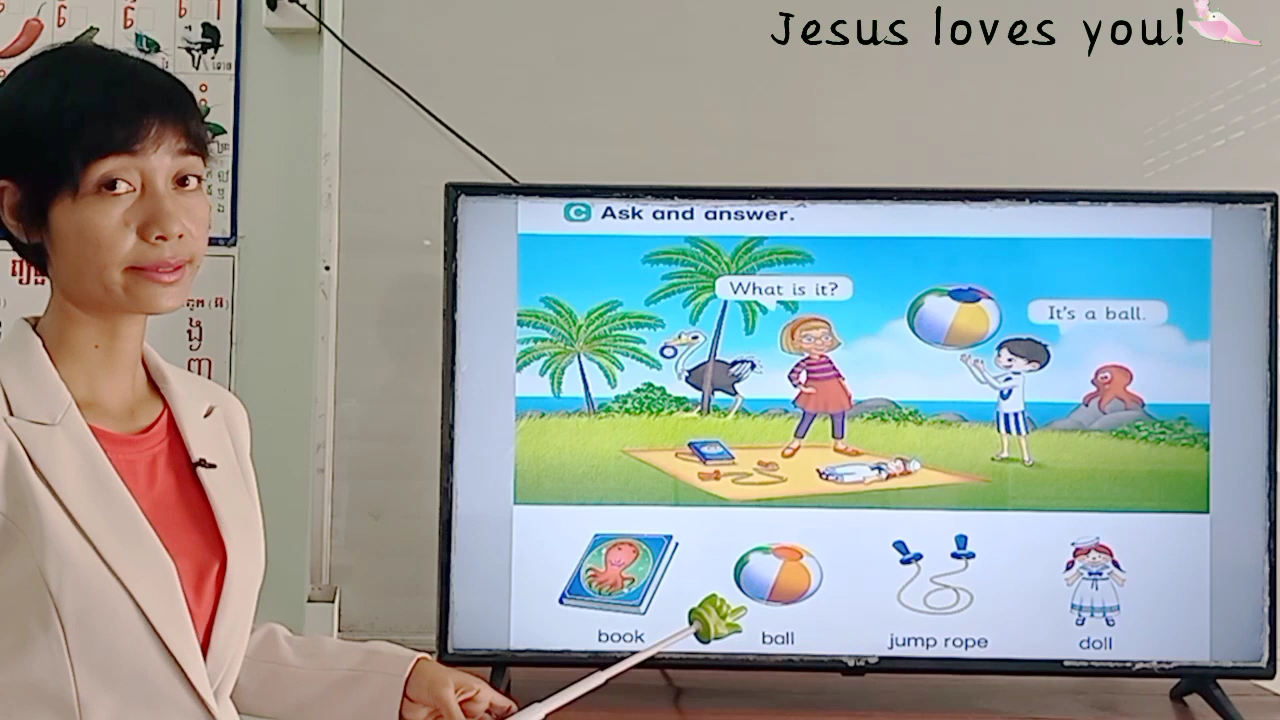 Jesus loves you!
C Ask and answer.
What is it?
It's a ball.
book
ball
jump rope
doll